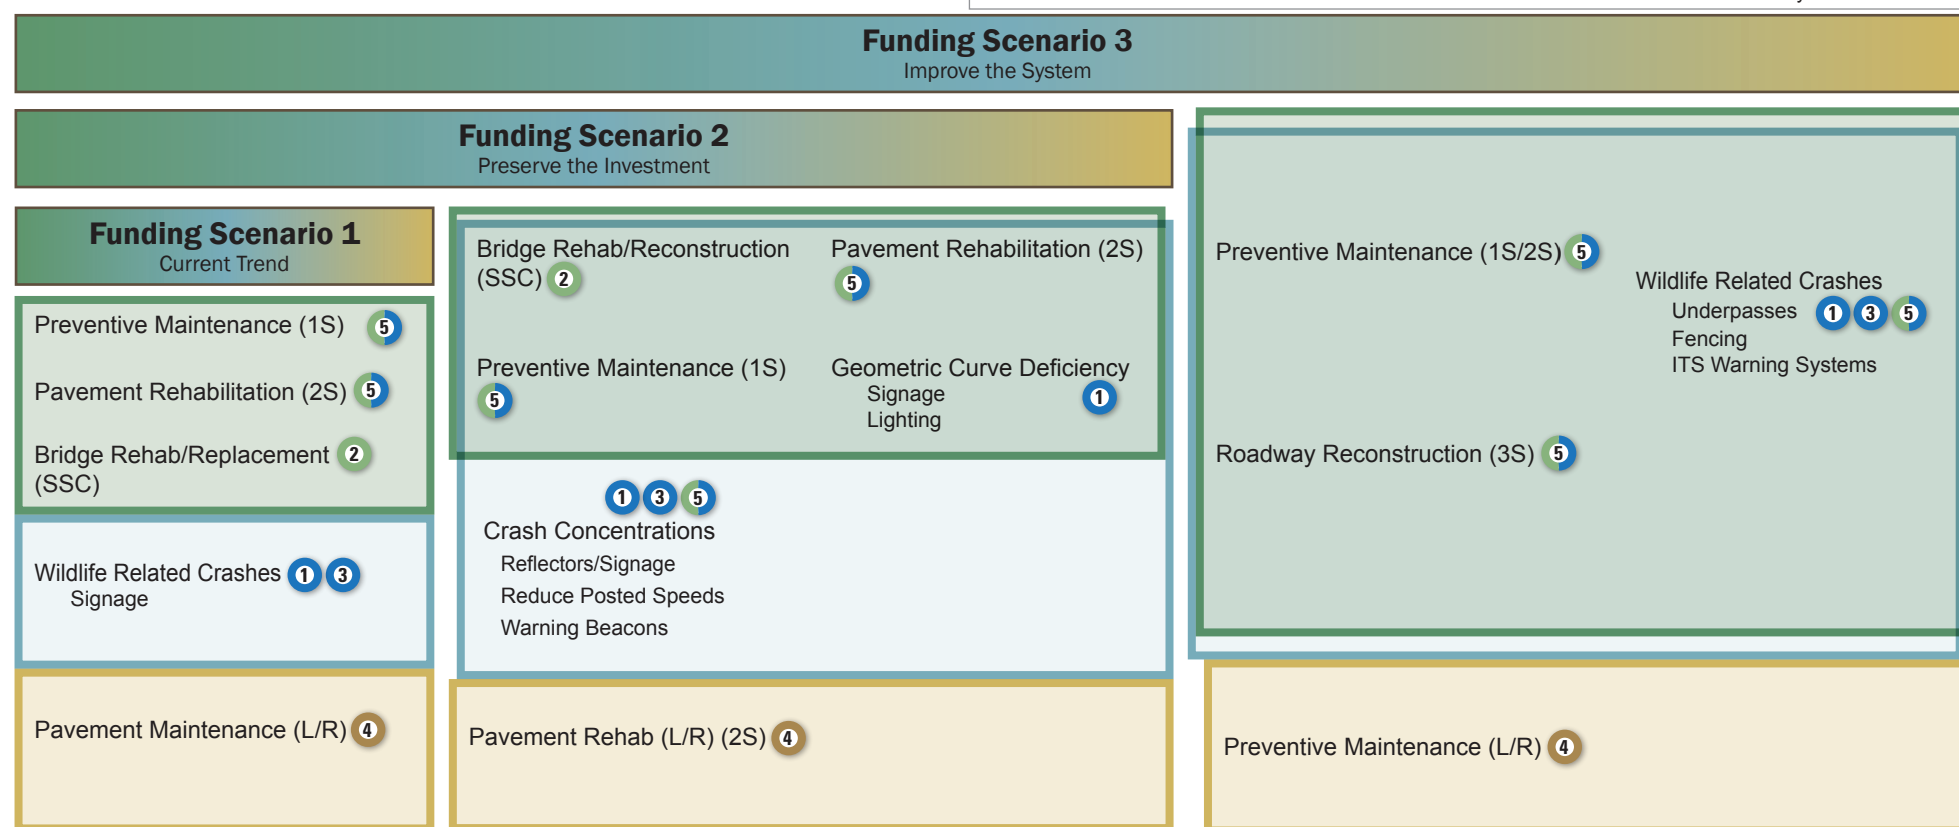 Funding Scenario 3
Improve the System
Funding Scenario 2
Preserve the Investment
Funding Scenario 1
Current Trend
Preventive Maintenance (1S) 5
Pavement Rehabilitation (2S) 5
Bridge Rehab/Replacement 2
(SSC)
Wildlife Related Crashes 1 3
Signage
Pavement Maintenance (L/R) 4
Bridge Rehab/Reconstruction
(SSC) 2
Pavement Rehabilitation (2S)
5
Preventive Maintenance (1S)
5
Geometric Curve Deficiency
Signage
Lighting
1
1 3 5
Crash Concentrations
Reflectors/Signage
Reduce Posted Speeds
Warning Beacons
Pavement Rehab (L/R) (2S) 4
Preventive Maintenance (1S/2S) 5
Wildlife Related Crashes
Underpasses 1 3 5
Fencing
ITS Warning Systems
Roadway Reconstruction (3S) 5
Preventive Maintenance (L/R) 4